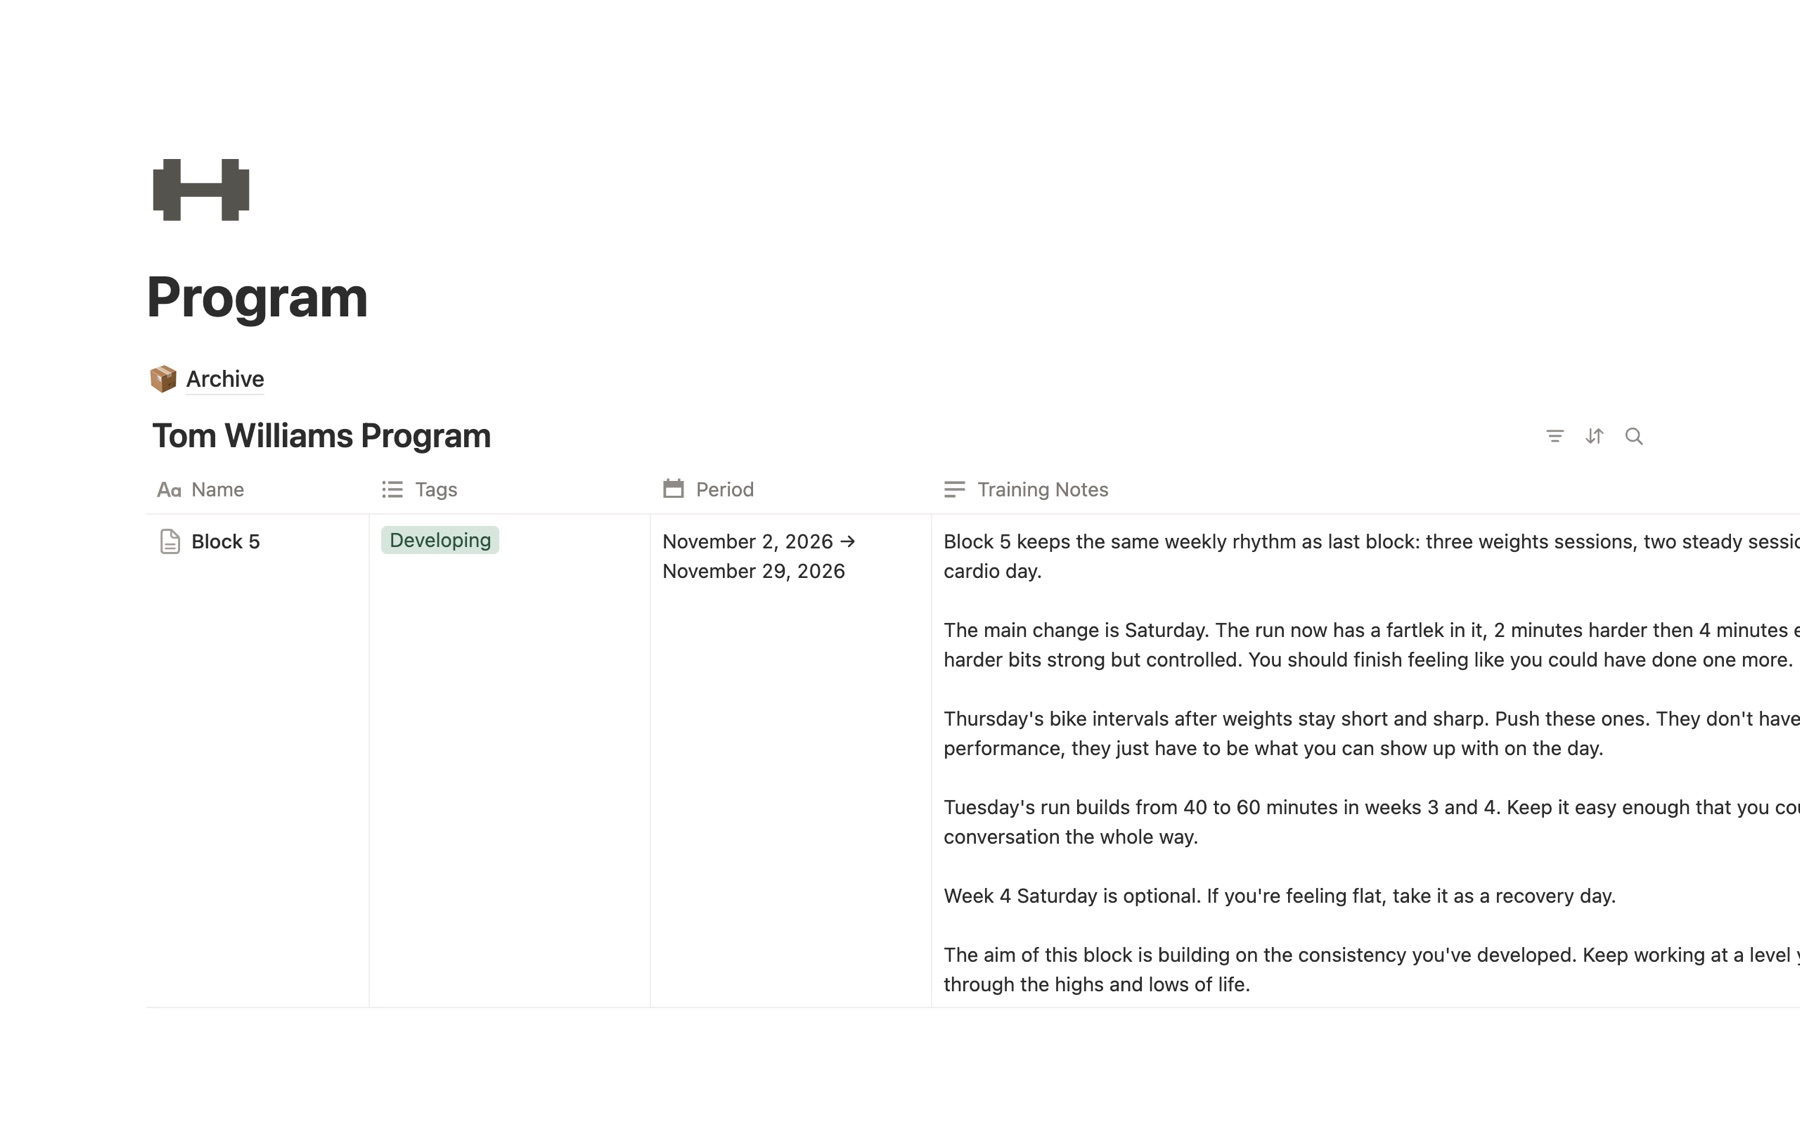 Program
Archive
Tom Williams Program
Aa Name
Tags
Period
Training Notes
Block 5
Developing
November 2, 2026 →
November 29, 2026
Block 5 keeps the same weekly rhythm as last block: three weights sessions, two steady
cardio day.
The main change is Saturday. The run now has a fartlek in it, 2 minutes harder then 4 minutes
harder bits strong but controlled. You should finish feeling like you could have done one more.
Thursday's bike intervals after weights stay short and sharp. Push these ones. They don't have
performance, they just have to be what you can show up with on the day.
Tuesday's run builds from 40 to 60 minutes in weeks 3 and 4. Keep it easy enough that you
conversation the whole way.
Week 4 Saturday is optional. If you're feeling flat, take it as a recovery day.
The aim of this block is building on the consistency you've developed. Keep working at a level
through the highs and lows of life.